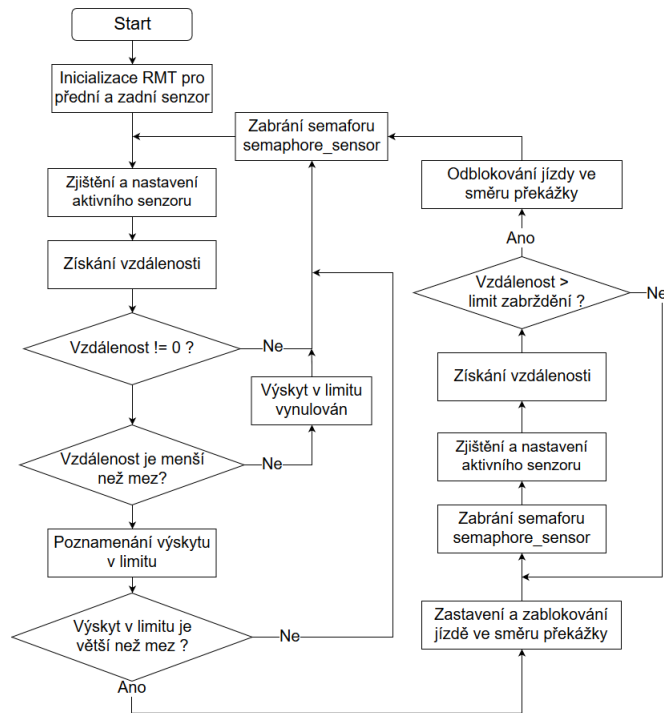 Start
Inicializace RMT pro
přední a zadní senzor
Zabrání semaforu
semaphore_sensor
Zjištění a nastavení
aktivního senzoru
Získání vzdálenosti
Vzdálenost != 0 ?
Ne
Výskyt v limitu
vynulován
Vzdálenost je menší
než mez?
Ne
Poznamenání výskytu
v limitu
Výskyt v limitu je
větší než mez ?
Ne
Ano
Odblokování jízdy ve
směru překážky
Ano
Vzdálenost >
limit zabrždění ?
Ne
Získání vzdálenosti
Zjištění a nastavení
aktivního senzoru
Zabrání semaforu
semaphore_sensor
Zastavení a zablokování
jízdě ve směru překážky